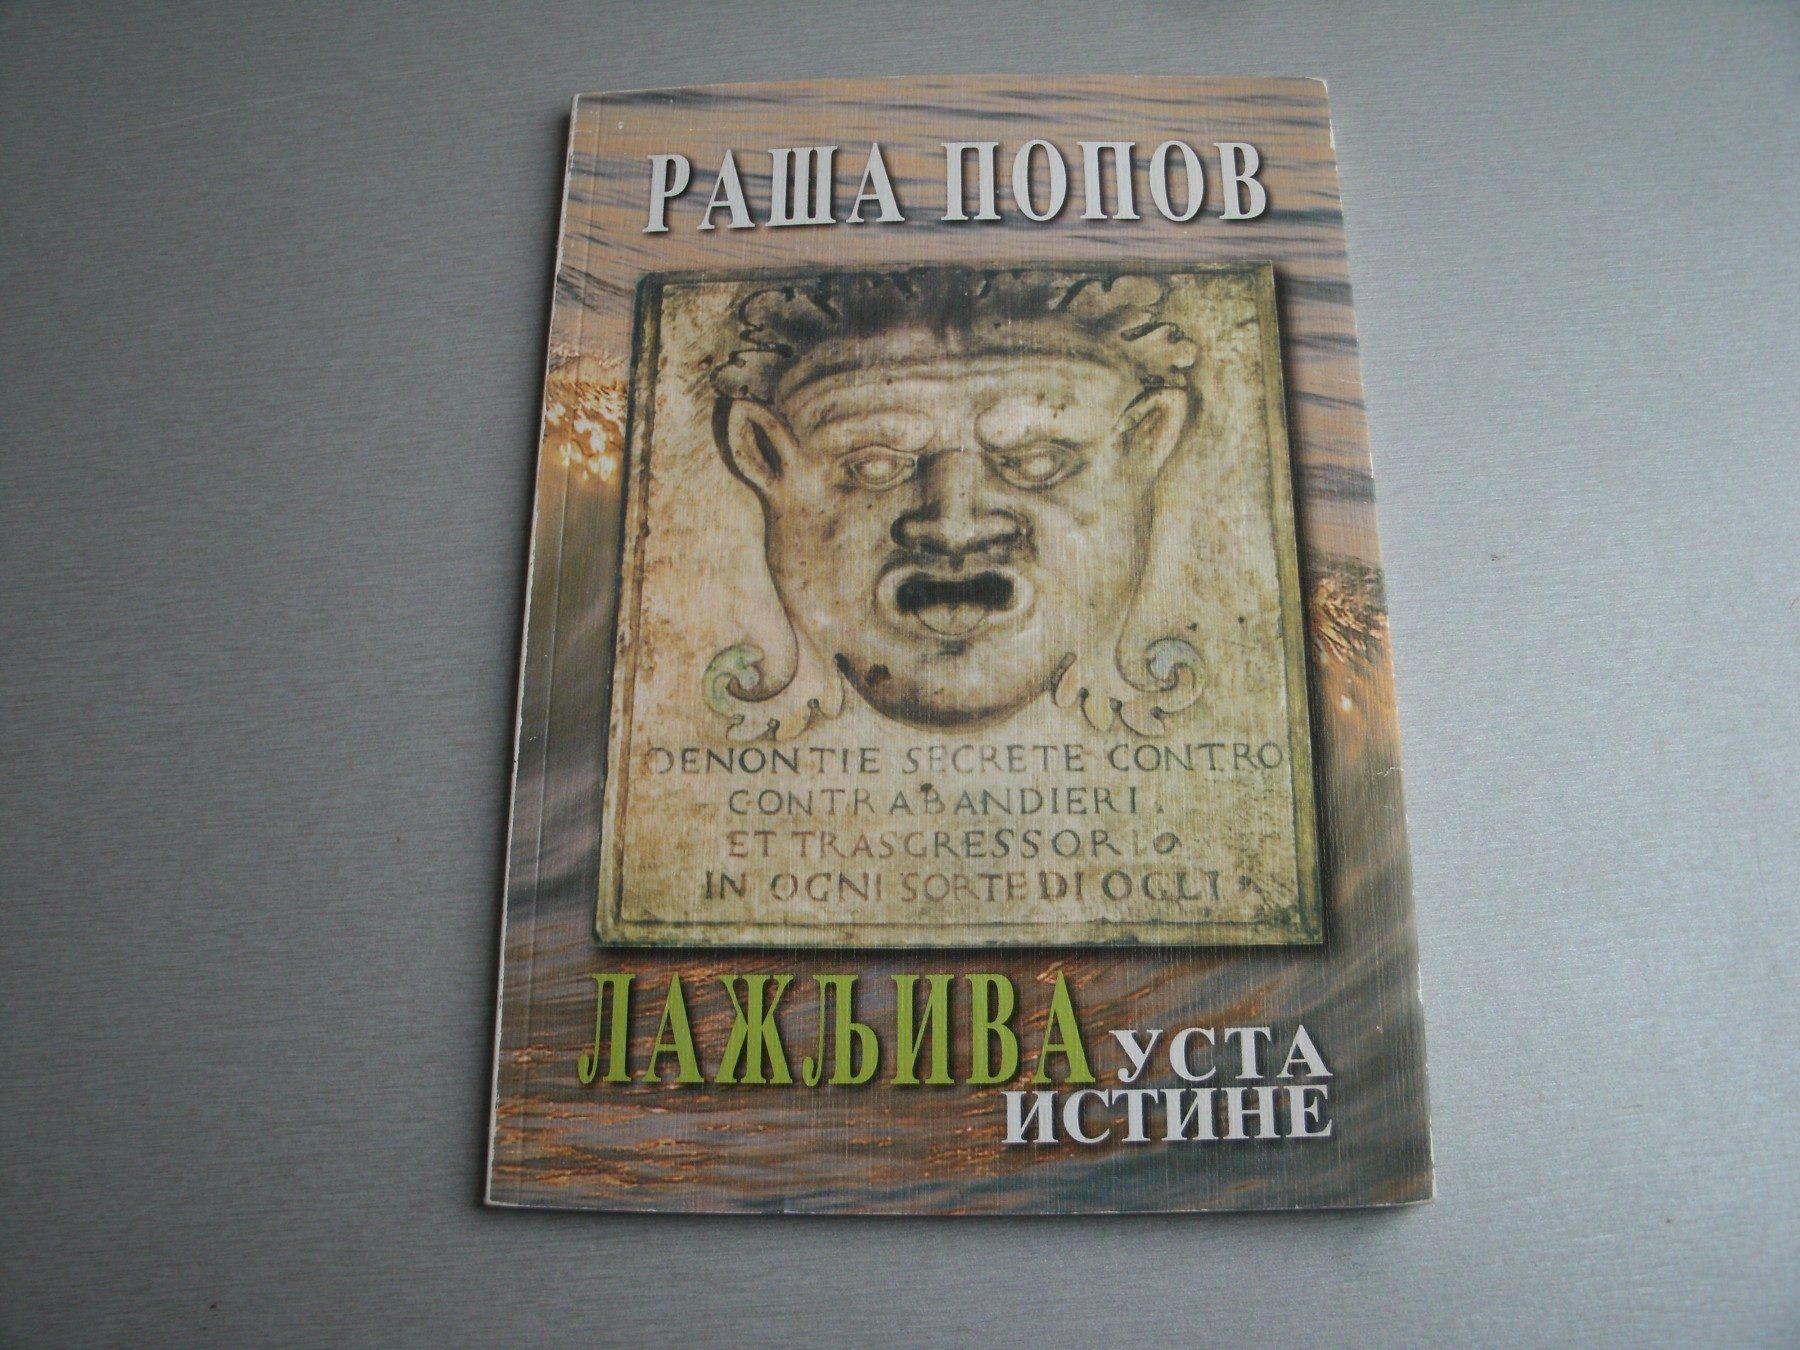 РАША ПОПОВ
DENONTIE SECRETE CONTRO
CONTRABANDIERI
ET TRASGRESSORI
IN OGNI SORTE DI OGLI
ЛАЖЉИВА УСТА
ИСТИНЕ